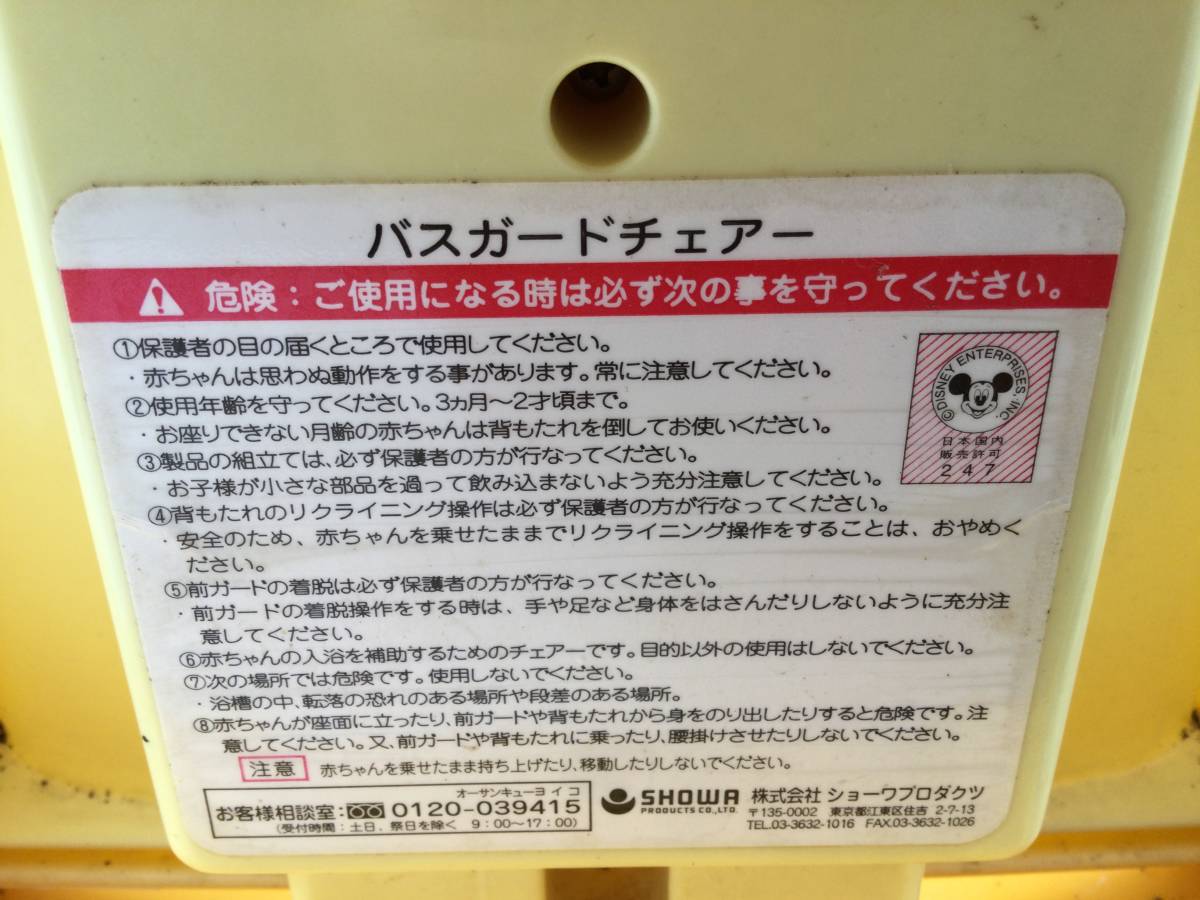 バスガードチェアー
危険：ご使用になる時は必ず次の事を守ってください。
①保護者の目の届くところで使用してください。
・赤ちゃんは思わぬ動作をする事があります。常に注意してください。
②使用年齢を守ってください。3ヵ月～2才頃まで。
・お座りできない月齢の赤ちゃんは背もたれを倒してお使いください。
③製品の組立ては、必ず保護者の方が行なってください。
・お子様が小さな部品を過って飲み込まないよう充分注意してください。
④背もたれのリクライニング操作は必ず保護者の方が行なってください。
・安全のため、赤ちゃんを乗せたままでリクライニング操作をすることは、おやめく
ださい。
⑤前ガードの着脱は必ず保護者の方が行なってください。
・前ガードの着脱操作をする時は、手や足など身体をはさんだりしないように充分注
意してください。
⑥赤ちゃんの入浴を補助するためのチェアーです。目的以外の使用はしないでください。
⑦次の場所では危険です。使用しないでください。
・浴槽の中、転落の恐れのある場所や段差のある場所。
⑧赤ちゃんが座面に立ったり、前ガードや背もたれから身をのり出したりすると危険です。注
意してください。又、前ガードや背もたれに乗ったり、腰掛けさせたりしないでください。
注意 赤ちゃんを乗せたまま持ち上げたり、移動したりしないでください。
©DISNEY ENTERPRISES, INC.
日本国内
販売許可
247
オーサンキューヨイコ
お客様相談室：0120-039415
（受付時間：土日、祭日を除く 9：00～17：00）
SHOWA
PRODUCTS CO.,LTD.
株式会社 ショーワプロダクツ
〒135-0002 東京都江東区住吉 2-7-13
TEL.03-3632-1016 FAX.03-3632-1026